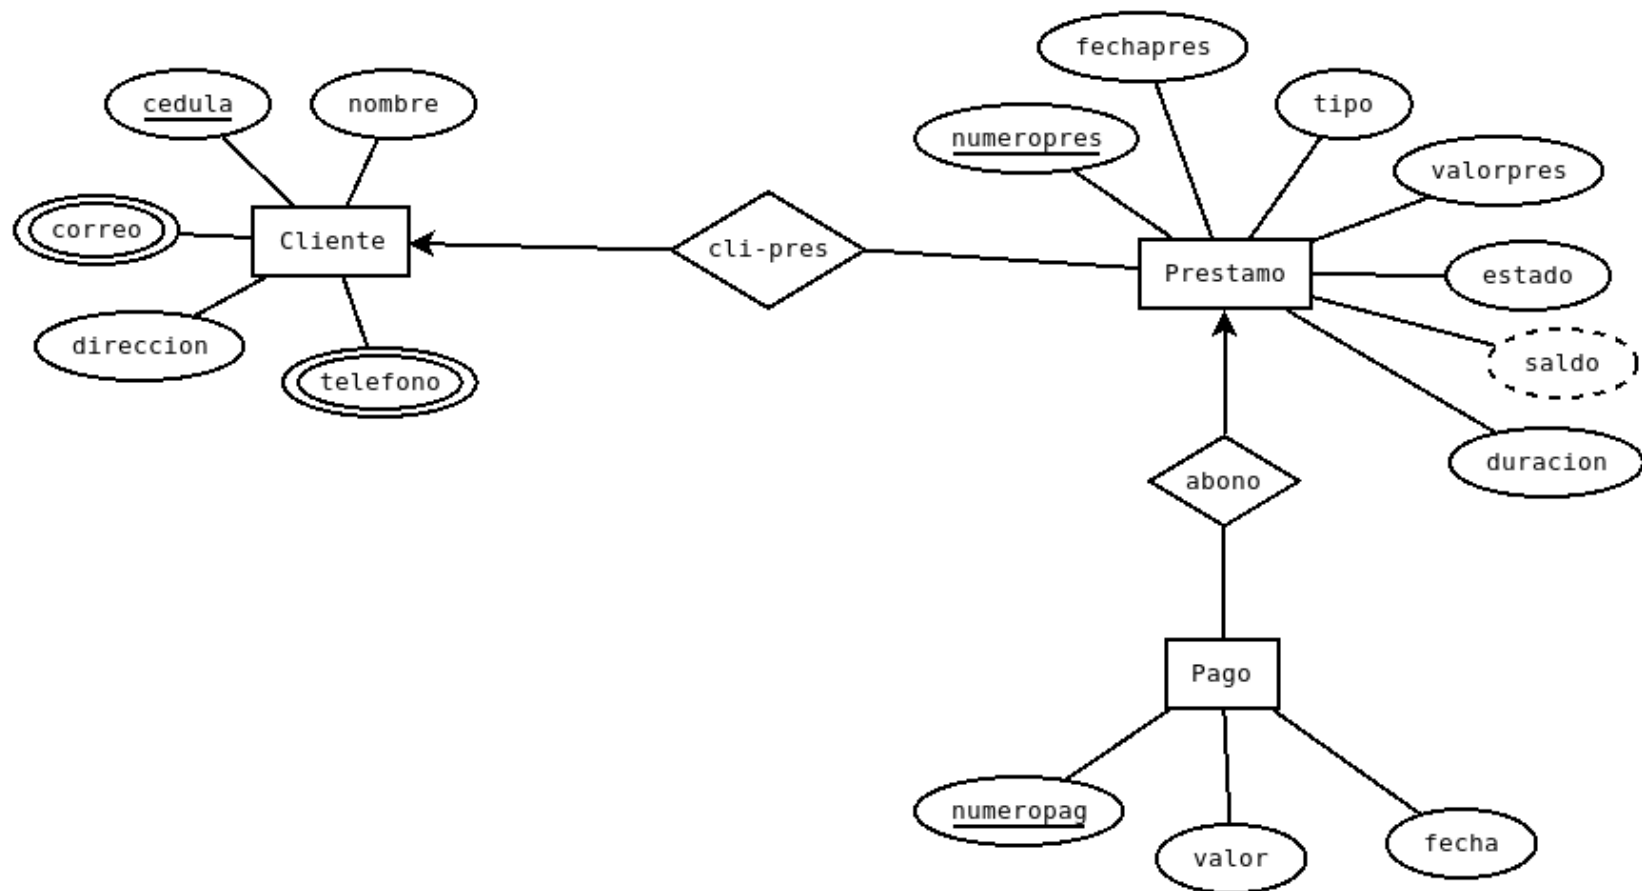 fechapres
cedula
nombre
tipo
numeropres
valorpres
correo
Cliente
cli-pres
Prestamo
estado
direccion
saldo
telefono
duracion
abono
Pago
numeropag
valor
fecha